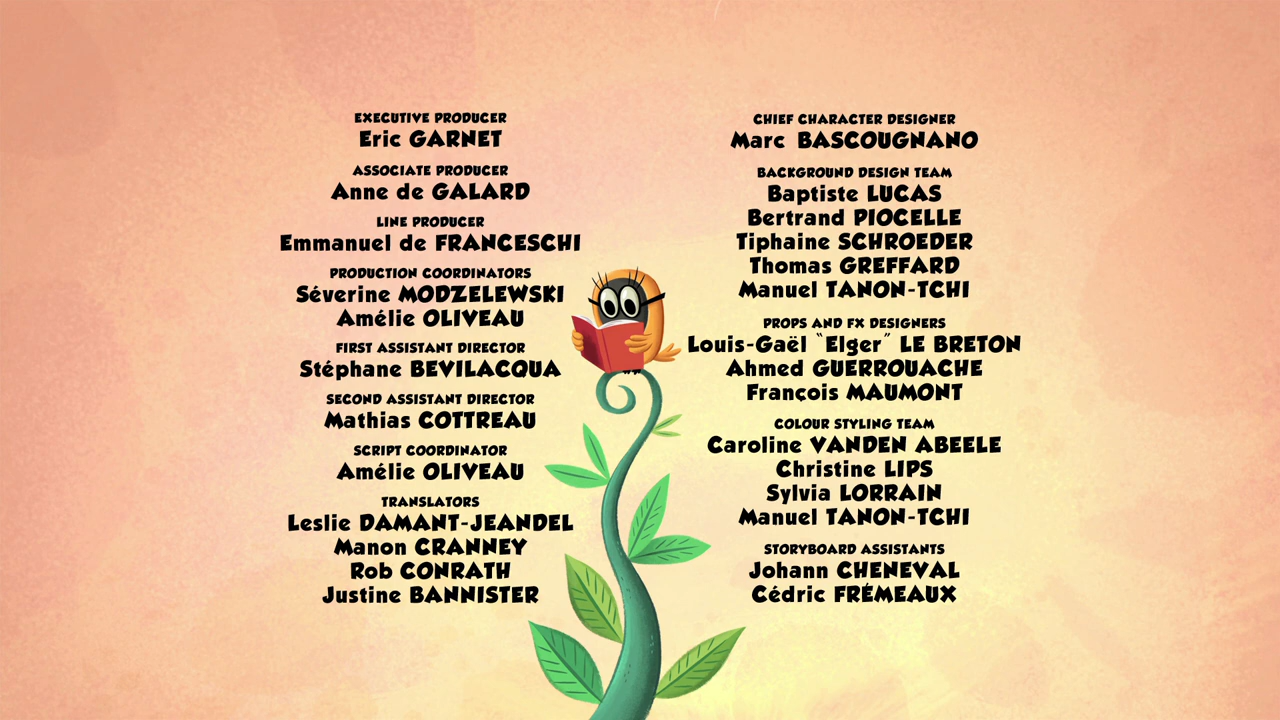 EXECUTIVE PRODUCER
Eric GARNET
ASSOCIATE PRODUCER
Anne de GALARD
LINE PRODUCER
Emmanuel de FRANCESCHI
PRODUCTION COORDINATORS
Séverine MODZELEWSKI
Amélie OLIVEAU
FIRST ASSISTANT DIRECTOR
Stéphane BEVILACQUA
SECOND ASSISTANT DIRECTOR
Mathias COTTREAU
SCRIPT COORDINATOR
Amélie OLIVEAU
TRANSLATORS
Leslie DAMANT-JEANDEL
Manon CRANNEY
Rob CONRATH
Justine BANNISTER
CHIEF CHARACTER DESIGNER
Marc BASCOUGNANO
BACKGROUND DESIGN TEAM
Baptiste LUCAS
Bertrand PIOCELLE
Tiphaine SCHROEDER
Thomas GREFFARD
Manuel TANON-TCHI
PROPS AND FX DESIGNERS
Louis-Gaël "Elger" LE BRETON
Ahmed GUERROUACHE
François MAUMONT
COLOUR STYLING TEAM
Caroline VANDEN ABEELE
Christine LIPS
Sylvia LORRAIN
Manuel TANON-TCHI
STORYBOARD ASSISTANTS
Johann CHENEVAL
Cédric FRÉMEAUX